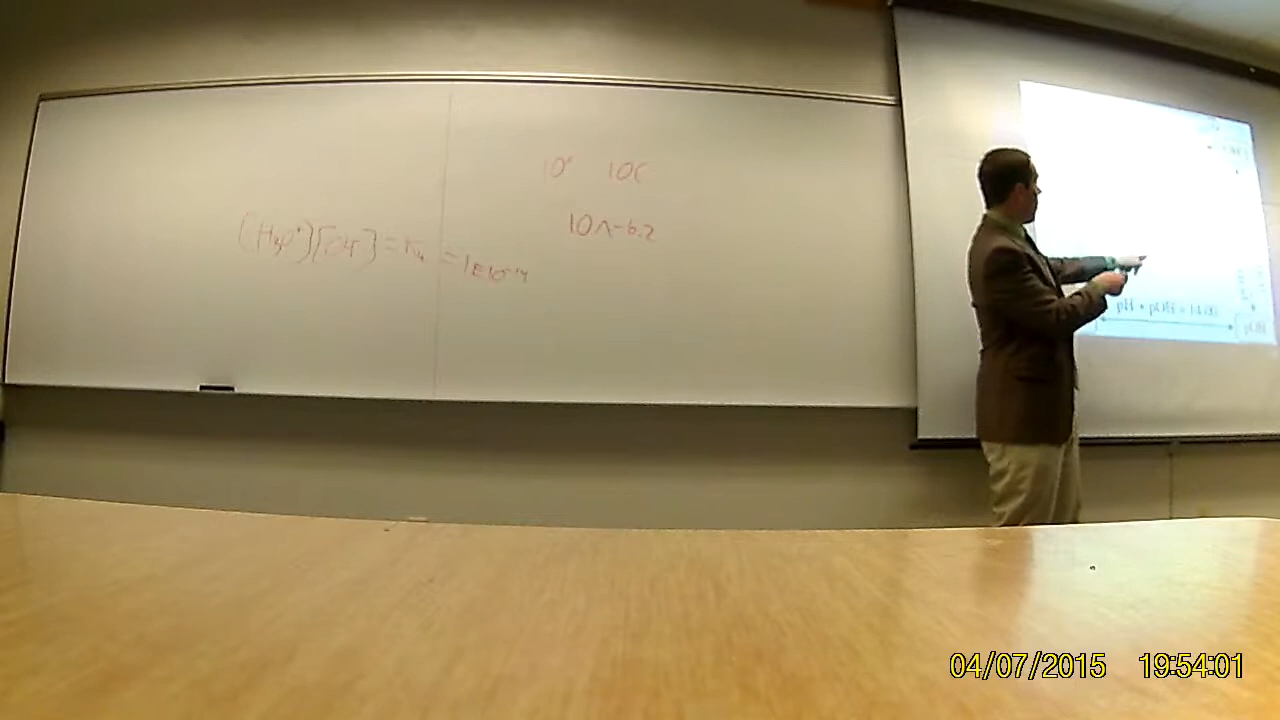 10ˣ 10(
10^-6.2
[H₃O⁺][OH⁻] = Kw = 1E10⁻¹⁴
pH + pOH = 14.00
pOH
04/07/2015 19:54:01